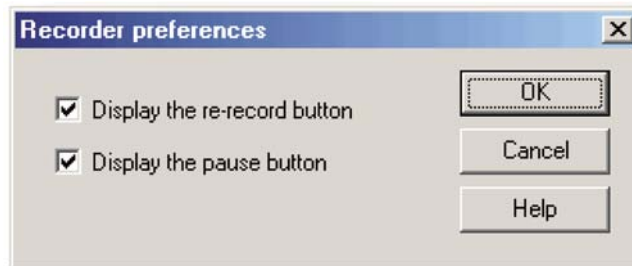 Recorder preferences
Display the re-record button
Display the pause button
OK
Cancel
Help